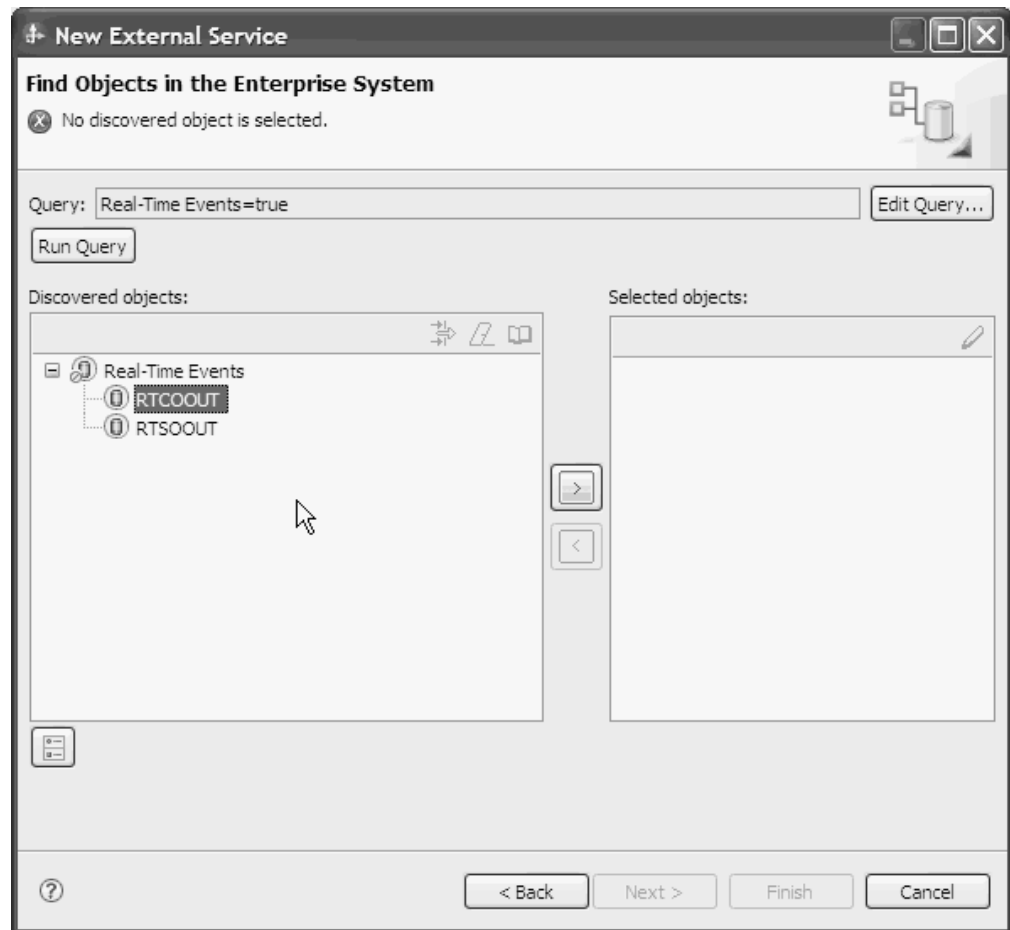 New External Service
Find Objects in the Enterprise System
No discovered object is selected.
Query: Real-Time Events=true Edit Query...
Run Query
Discovered objects: Selected objects:
Real-Time Events
RTCOOUT
RTSOOUT
>
<
? < Back Next > Finish Cancel